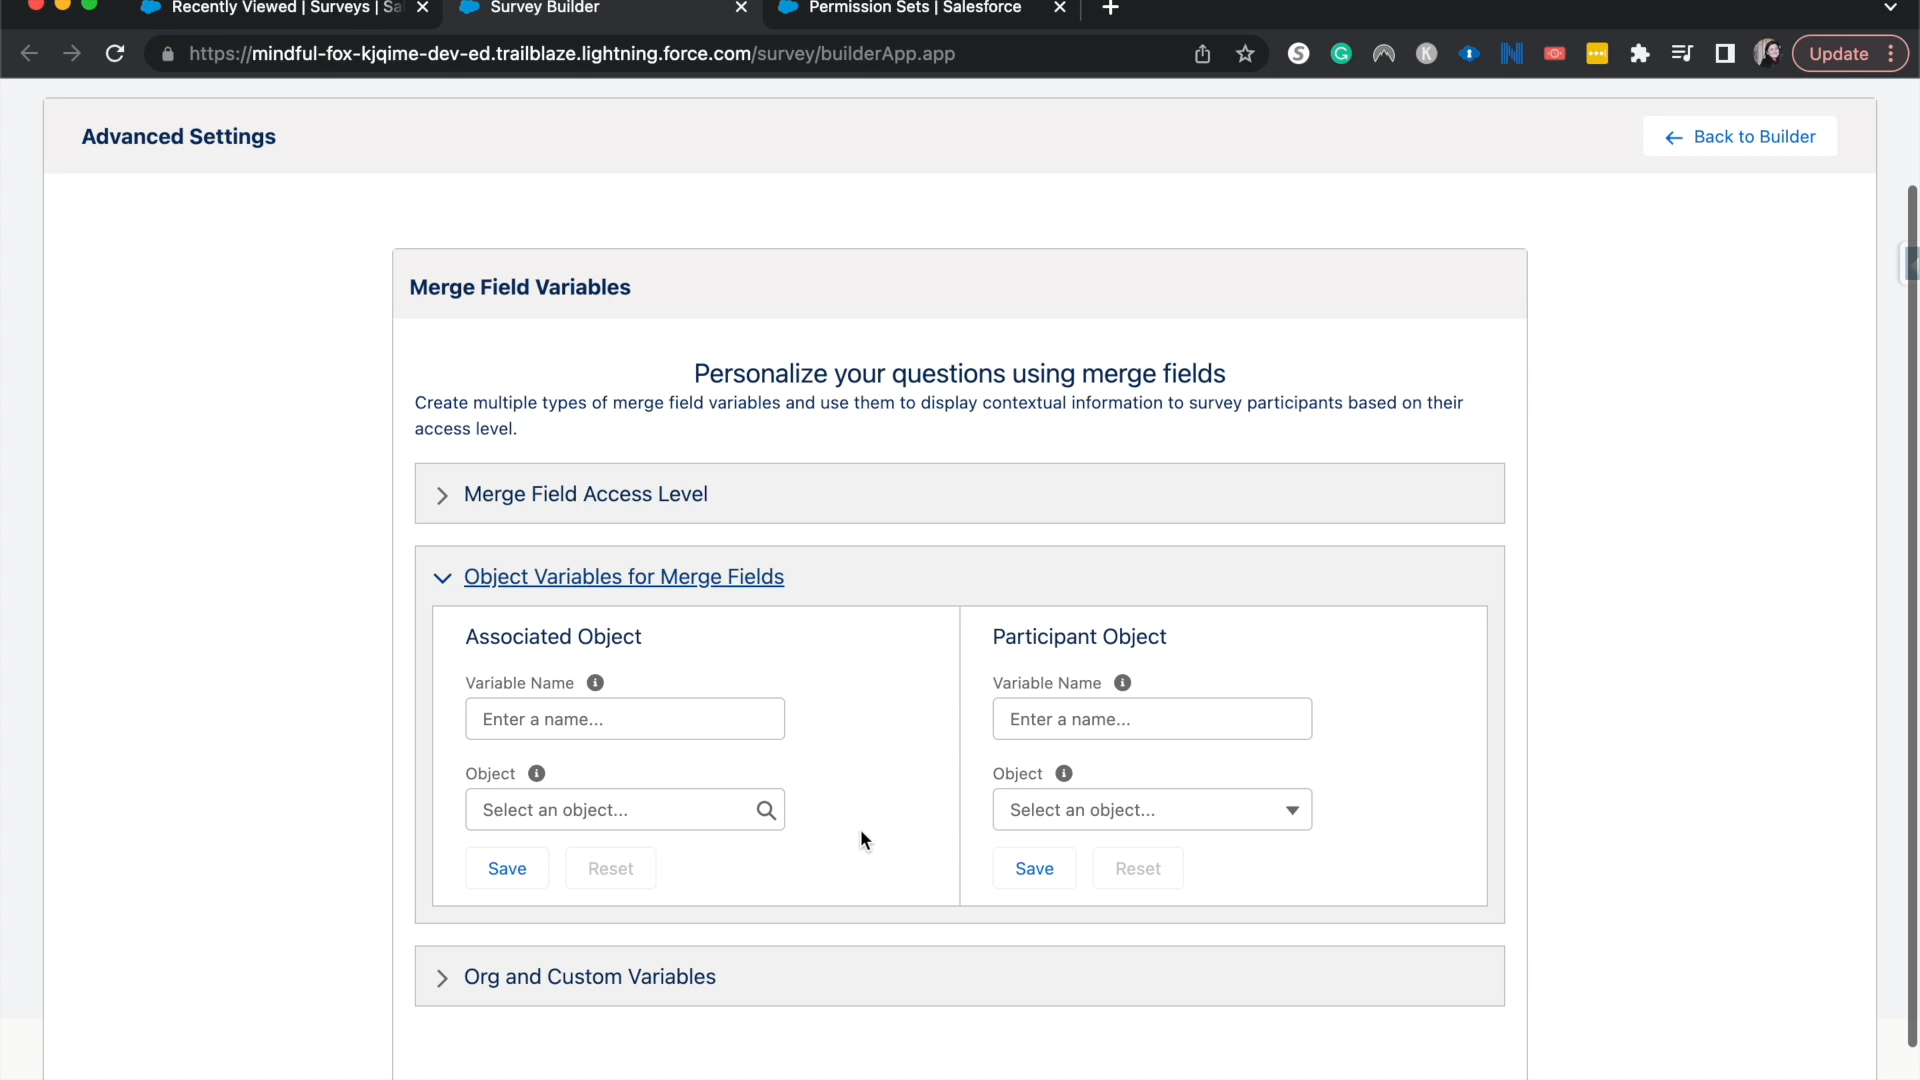 Recently Viewed | Surveys | Sa
Survey Builder
Permission Sets | Salesforce
https://mindful-fox-kjqime-dev-ed.trailblaze.lightning.force.com/survey/builderApp.app
Update
Advanced Settings
Back to Builder
Merge Field Variables
Personalize your questions using merge fields
Create multiple types of merge field variables and use them to display contextual information to survey participants based on their
access level.
Merge Field Access Level
Object Variables for Merge Fields
Associated Object
Participant Object
Variable Name
Variable Name
Enter a name...
Enter a name...
Object
Object
Select an object...
Select an object...
Save
Reset
Save
Reset
Org and Custom Variables